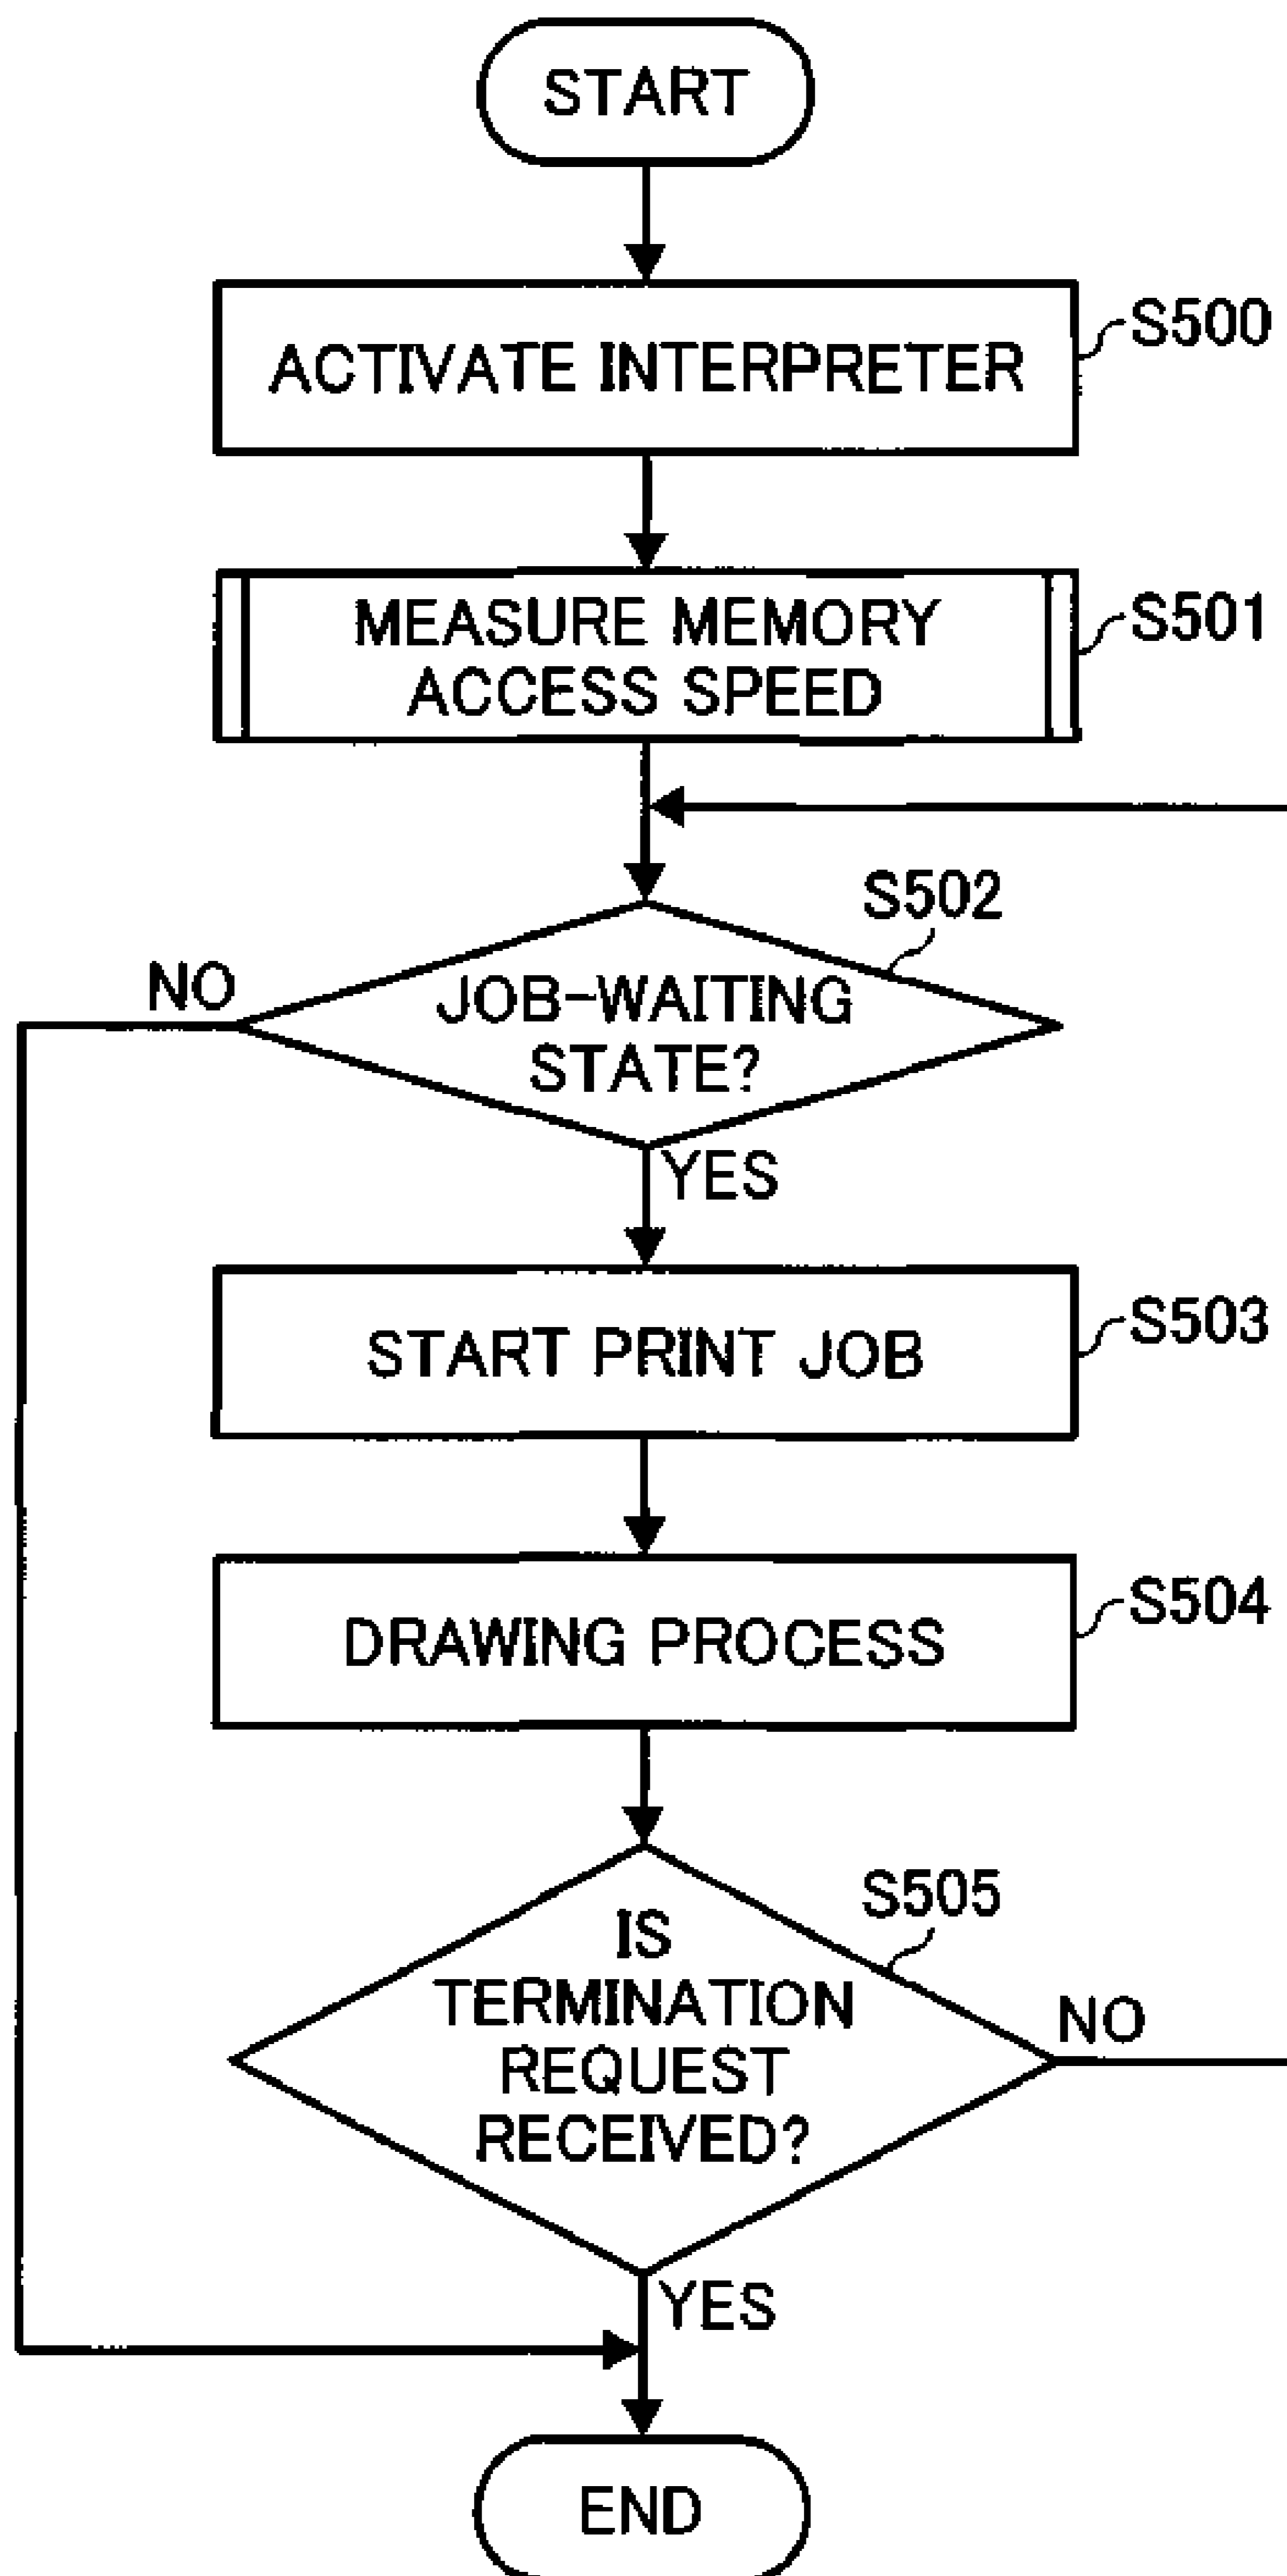 START
ACTIVATE INTERPRETER
S500
MEASURE MEMORY
ACCESS SPEED
S501
S502
NO
JOB-WAITING
STATE?
YES
START PRINT JOB
S503
DRAWING PROCESS
S504
S505
IS
TERMINATION
REQUEST
RECEIVED?
NO
YES
END